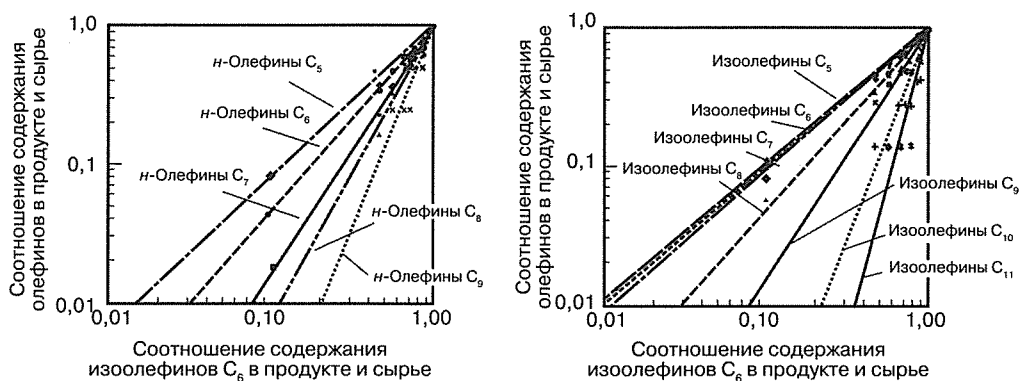 Соотношение содержания
олефинов в продукте и сырье
1,0
0,1
0,01
н-Олефины C5
н-Олефины C6
н-Олефины C7
н-Олефины C8
н-Олефины C9
0,01
0,10
1,00
Соотношение содержания
изоолефинов C6 в продукте и сырье
Соотношение содержания
олефинов в продукте и сырье
1,0
0,1
0,01
Изоолефины C5
Изоолефины C6
Изоолефины C7
Изоолефины C8
Изоолефины C9
Изоолефины C10
Изоолефины C11
0,01
0,10
1,00
Соотношение содержания
изоолефинов C6 в продукте и сырье